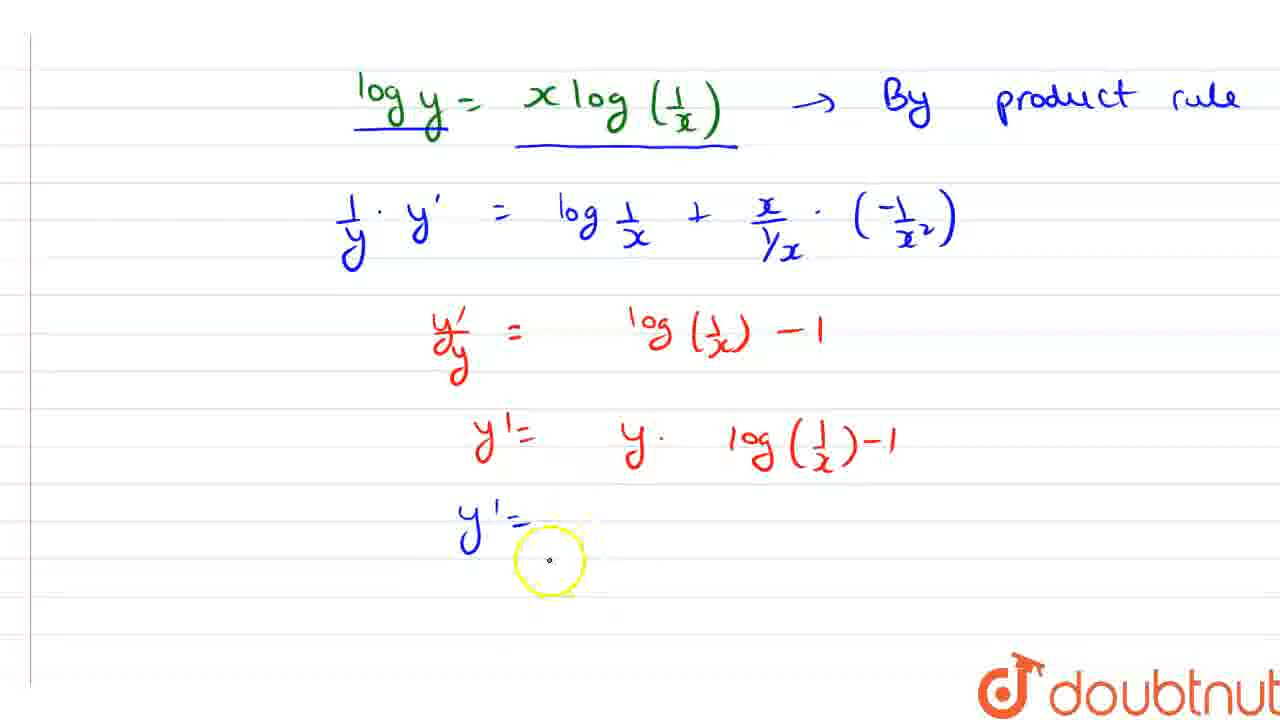 log y = x log (1/x) → By product rule
1/y · y' = log 1/x + x/(1/x) · (-1/x²)
y'/y = log (1/x) - 1
y' = y · log (1/x) - 1
y' =
doubtnut